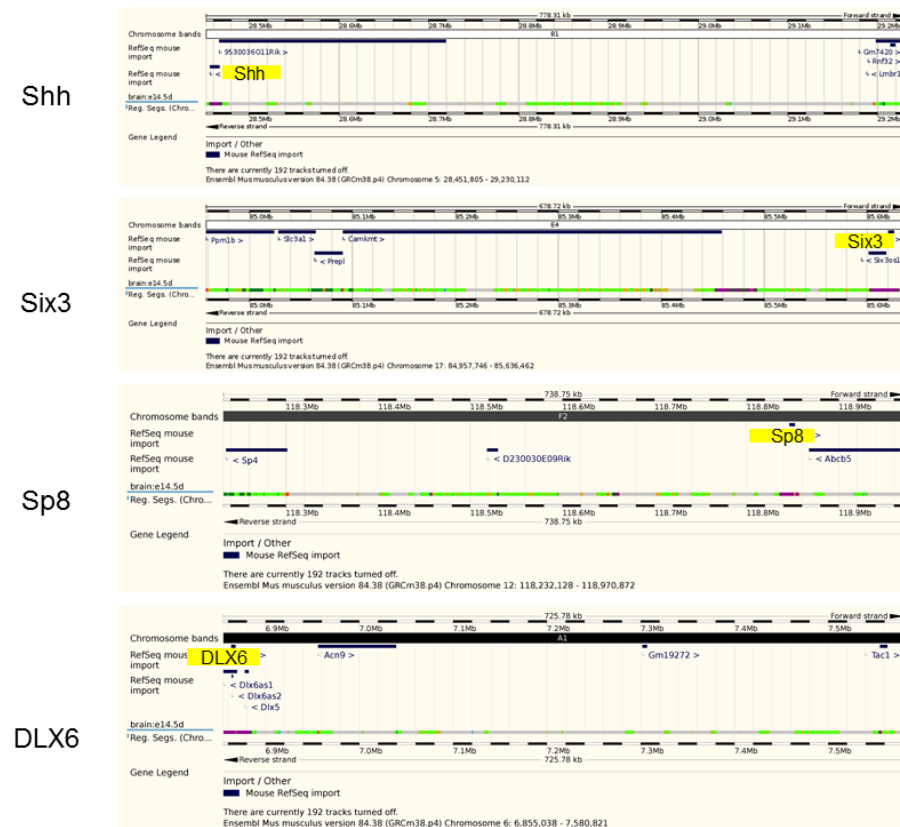 Shh
778.31 kb Forward strand
28.5Mb 28.6Mb 28.7Mb 28.8Mb 28.9Mb 29.0Mb 29.1Mb 29.2Mb
Chromosome bands B1
RefSeq mouse import
9530036O11Rik > Gm7420 >
Rnf32 >
RefSeq mouse import
< Shh < Lmbr1
brain:e14.5d
Reg. Segs. (Chro...
28.5Mb 28.6Mb 28.7Mb 28.8Mb 28.9Mb 29.0Mb 29.1Mb 29.2Mb
Reverse strand 778.31 kb
Gene Legend
Import / Other
Mouse RefSeq import
There are currently 192 tracks turned off.
Ensembl Mus musculus version 84.38 (GRCm38.p4) Chromosome 5: 28,451,805 - 29,230,112
Six3
678.72 kb Forward strand
85.0Mb 85.1Mb 85.2Mb 85.3Mb 85.4Mb 85.5Mb 85.6Mb
Chromosome bands E4
RefSeq mouse import
Ppm1b > Slc3a1 > Camkmt > Six3 >
RefSeq mouse import
< Prepl < Six3os1
brain:e14.5d
Reg. Segs. (Chro...
85.0Mb 85.1Mb 85.2Mb 85.3Mb 85.4Mb 85.5Mb 85.6Mb
Reverse strand 678.72 kb
Gene Legend
Import / Other
Mouse RefSeq import
There are currently 192 tracks turned off.
Ensembl Mus musculus version 84.38 (GRCm38.p4) Chromosome 17: 84,957,746 - 85,636,462
Sp8
738.75 kb Forward strand
118.3Mb 118.4Mb 118.5Mb 118.6Mb 118.7Mb 118.8Mb 118.9Mb
Chromosome bands F2
RefSeq mouse import
Sp8 >
RefSeq mouse import
< Sp4 < D230030E09Rik < Abcb5
brain:e14.5d
Reg. Segs. (Chro...
118.3Mb 118.4Mb 118.5Mb 118.6Mb 118.7Mb 118.8Mb 118.9Mb
Reverse strand 738.75 kb
Gene Legend
Import / Other
Mouse RefSeq import
There are currently 192 tracks turned off.
Ensembl Mus musculus version 84.38 (GRCm38.p4) Chromosome 12: 118,232,128 - 118,970,872
DLX6
725.78 kb Forward strand
6.9Mb 7.0Mb 7.1Mb 7.2Mb 7.3Mb 7.4Mb 7.5Mb
Chromosome bands A1
RefSeq mous
import
DLX6 > Acn9 > Gm19272 > Tac1 >
RefSeq mouse import
< Dlx6as1
< Dlx6as2
< Dlx5
brain:e14.5d
Reg. Segs. (Chro...
6.9Mb 7.0Mb 7.1Mb 7.2Mb 7.3Mb 7.4Mb 7.5Mb
Reverse strand 725.78 kb
Gene Legend
Import / Other
Mouse RefSeq import
There are currently 192 tracks turned off.
Ensembl Mus musculus version 84.38 (GRCm38.p4) Chromosome 6: 6,855,038 - 7,580,821